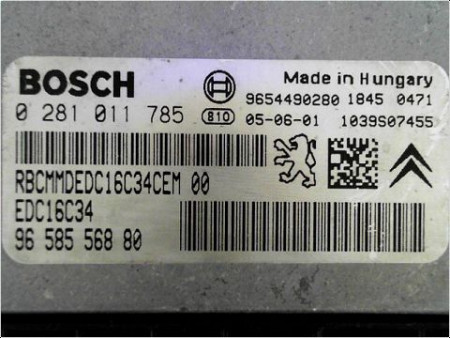 BOSCH
Made in Hungary
9654490280 1845 0471
0 281 011 785 810 05-06-01 1039S07455
RBCMMDEDC16C34CEM 00
EDC16C34
96 585 568 80